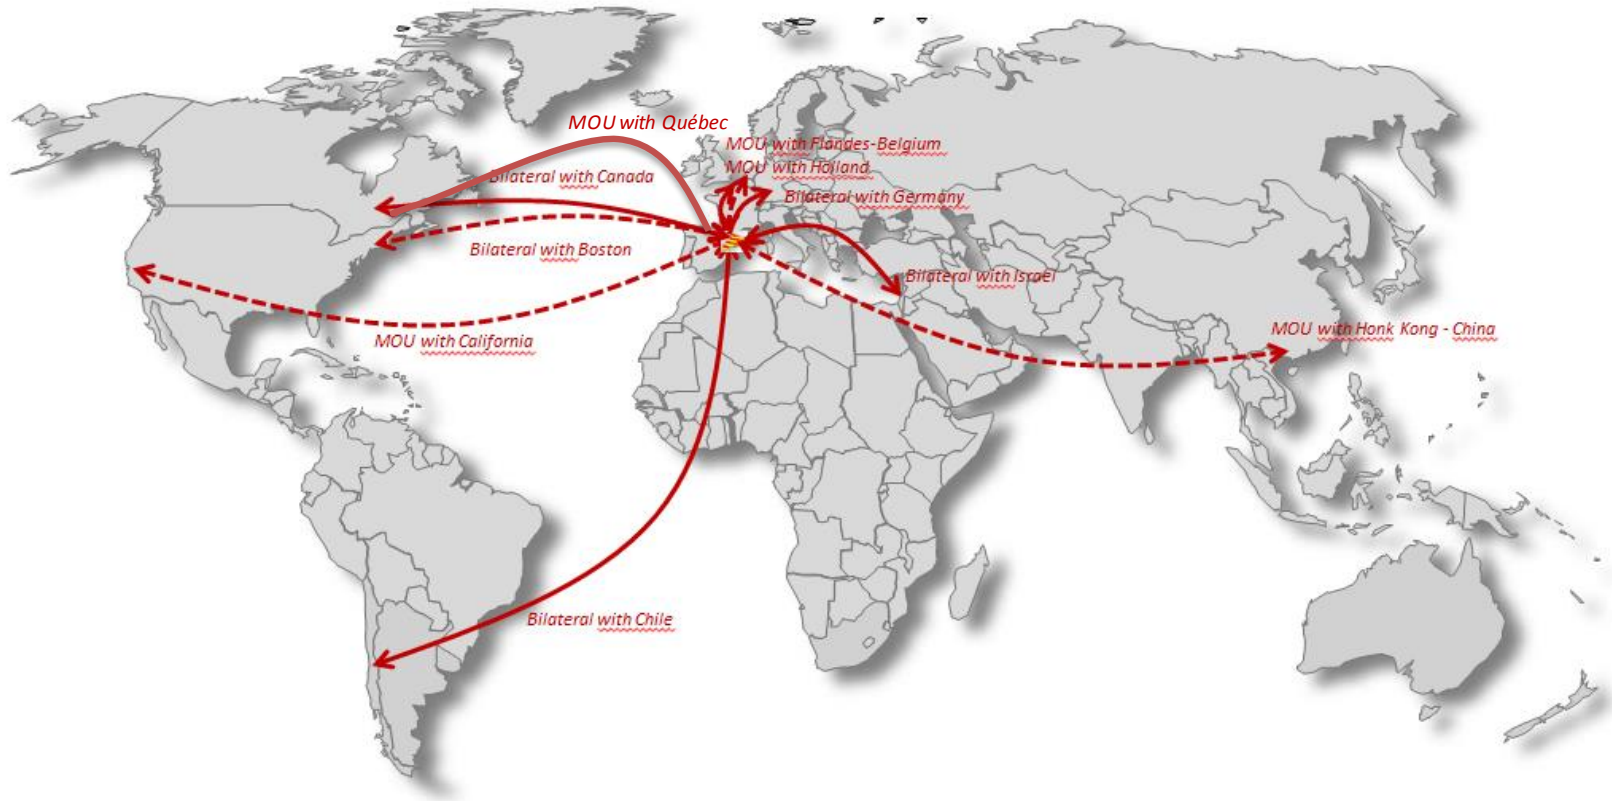 MOU with Québec
MOU with Flandes-Belgium
MOU with Holland
Bilateral with Canada
Bilateral with Germany
Bilateral with Boston
Bilateral with Israel
MOU with California
MOU with Honk Kong - China
Bilateral with Chile